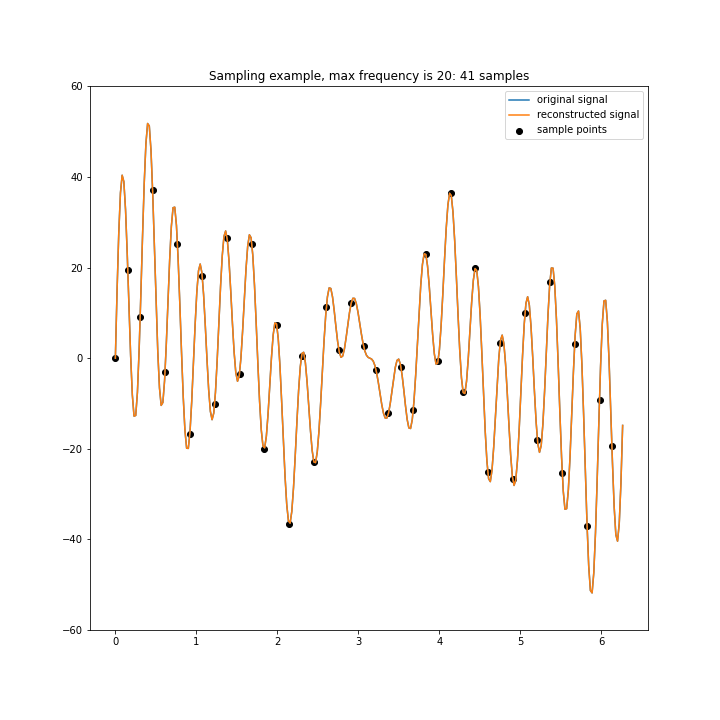 Sampling example, max frequency is 20: 41 samples
original signal
reconstructed signal
sample points
60
40
20
0
−20
−40
−60
0 1 2 3 4 5 6